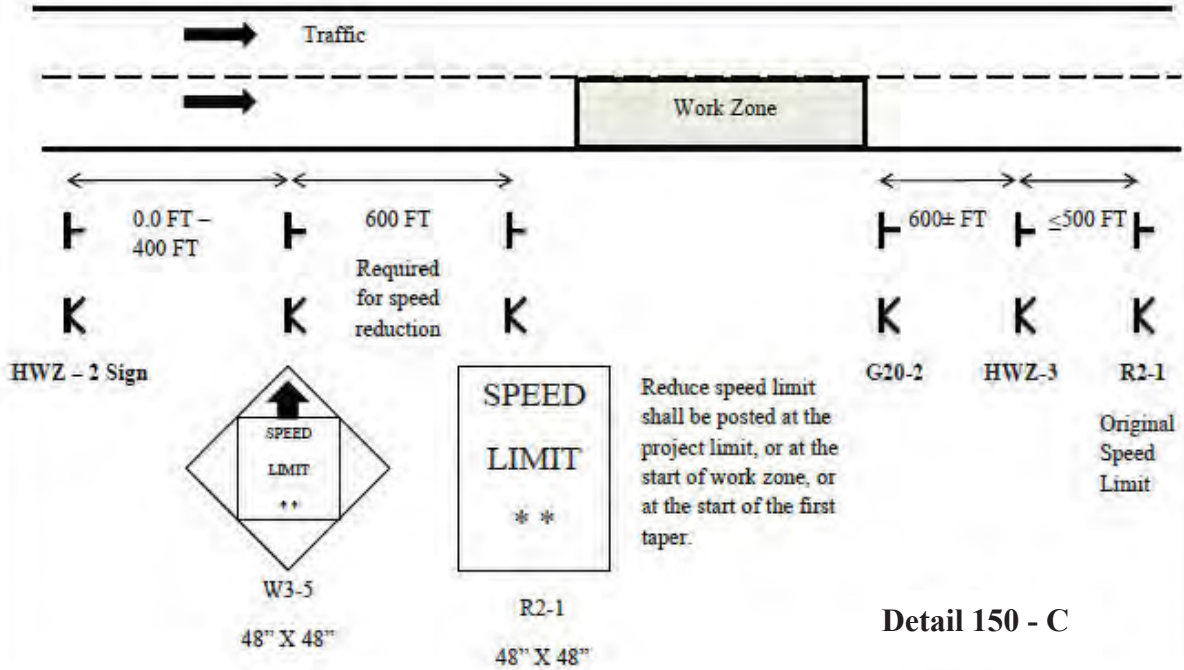 Traffic
Work Zone
0.0 FT –
400 FT
600 FT
Required
for speed
reduction
600± FT
≤500 FT
HWZ – 2 Sign
SPEED
LIMIT
**
W3-5
48” X 48”
SPEED
LIMIT
* *
R2-1
48” X 48”
Reduce speed limit
shall be posted at the
project limit, or at the
start of work zone, or
at the start of the first
taper.
G20-2
HWZ-3
R2-1
Original
Speed
Limit
Detail 150 - C